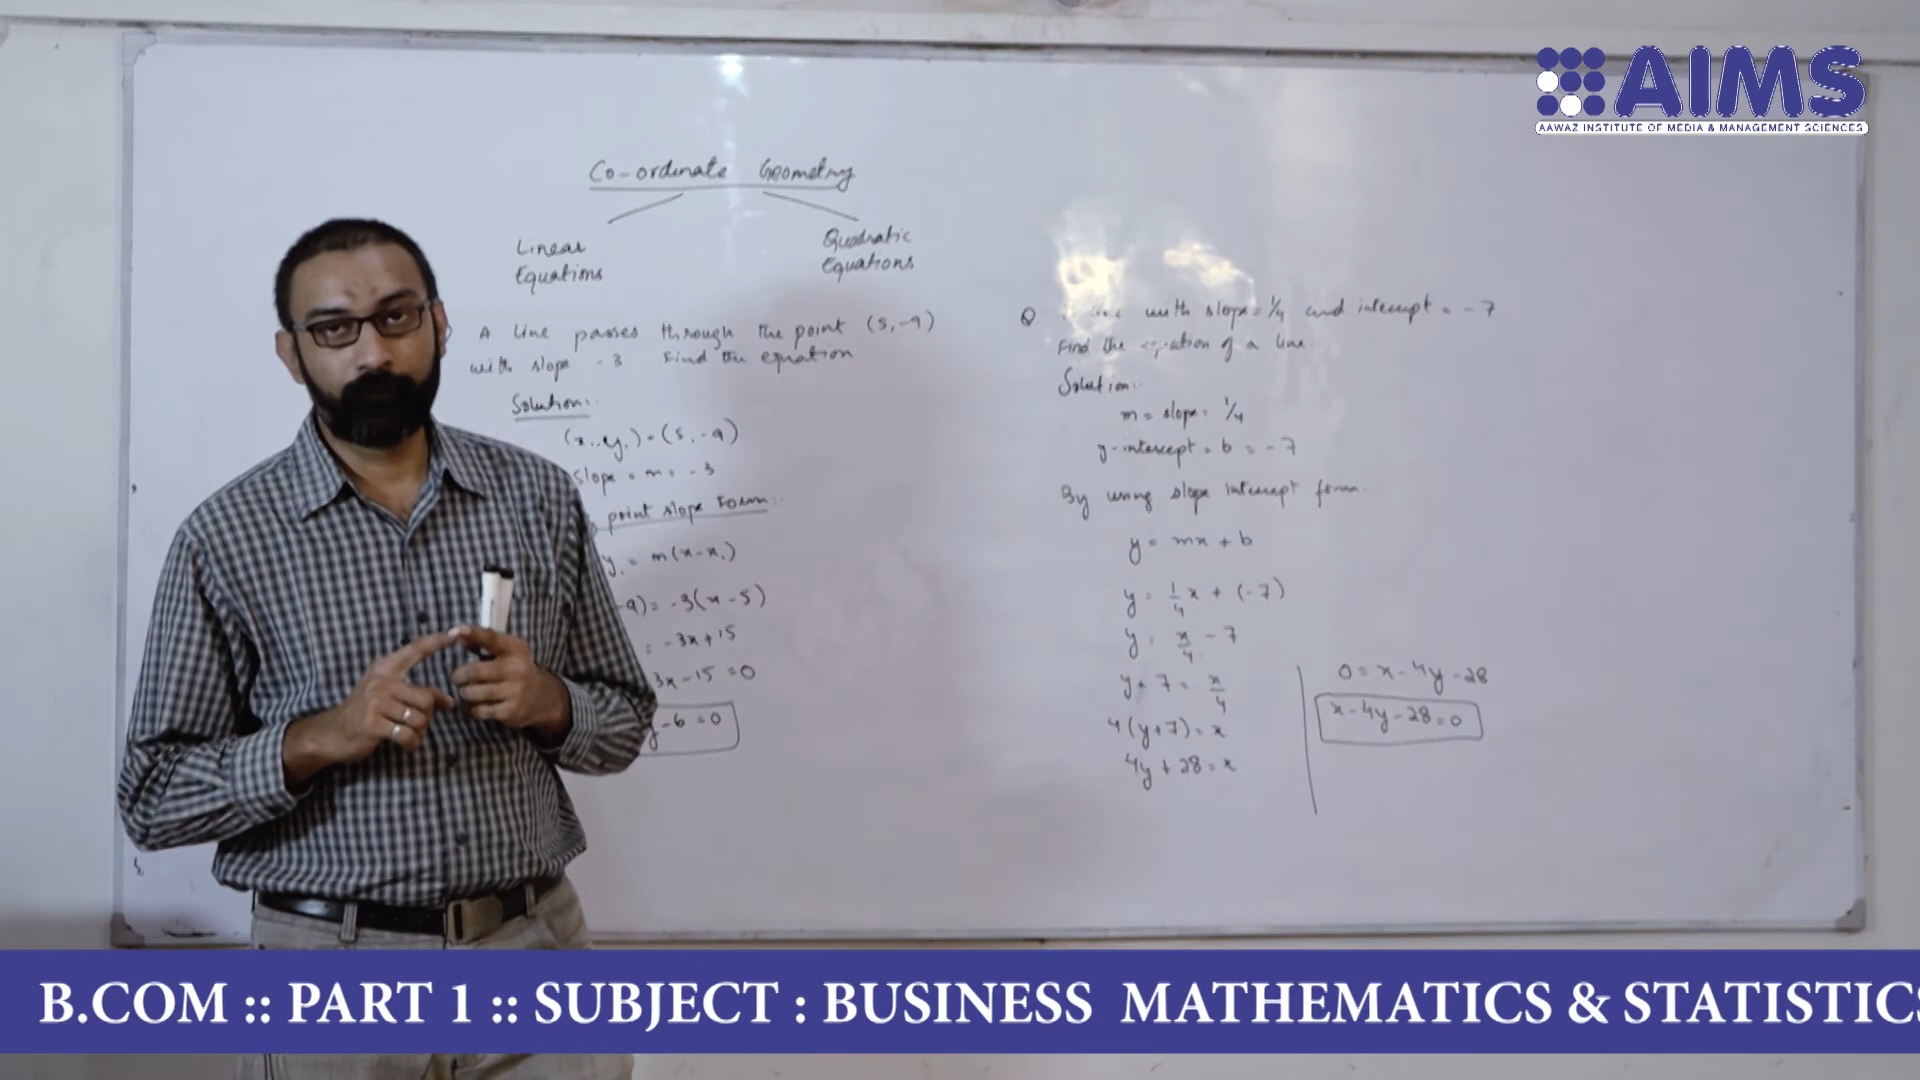 AIMS
AAWAZ INSTITUTE OF MEDIA & MANAGEMENT SCIENCES
Co-ordinate Geometry
Linear
Equations
Quadratic
Equations
A line passes through the point (5,-9)
with slope -3 Find the equation
Solution:
(x₁,y₁) = (5,-9)
slope = m = -3
point slope Form:
y₁ = m(x-x₁)
-9) = -3(x-5)
= -3x+15
3x-15=0
y-6=0
Q. line with slope = 1/4 and intercept = -7
Find the equation of a line.
Solution:
m = slope = 1/4
y-intercept = b = -7
By using slope intercept form.
y = mx + b
y = 1/4 x + (-7)
y = x/4 - 7
y+7 = x/4
4(y+7) = x
4y+28=x
0=x-4y-28
x-4y-28=0
B.COM :: PART 1 :: SUBJECT : BUSINESS MATHEMATICS & STATISTICS